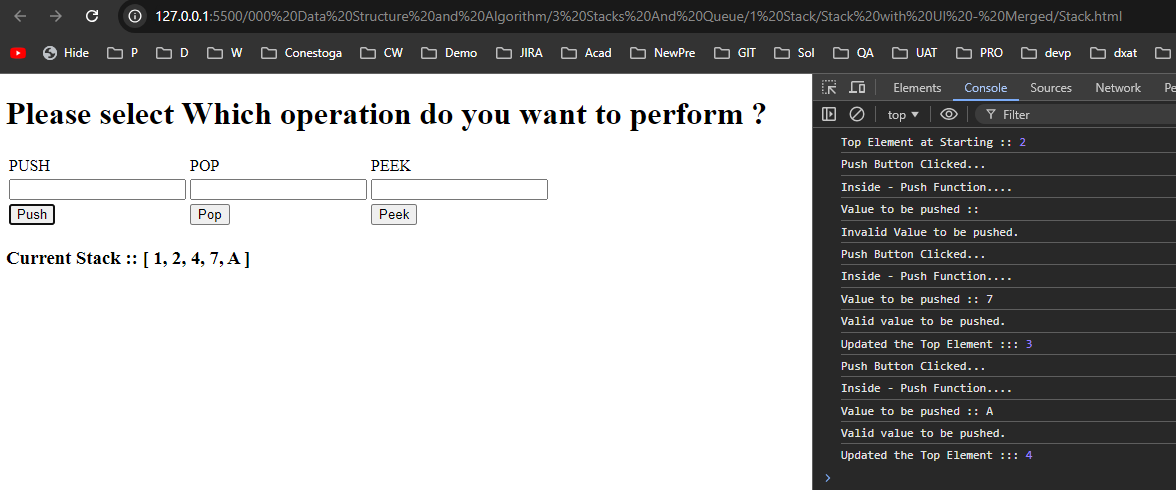 127.0.0.1:5500/000%20Data%20Structure%20and%20Algorithm/3%20Stacks%20And%20Queue/1%20Stack/Stack%20with%20UI%20-%20Merged/Stack.html
Hide P D W Conestoga CW Demo JIRA Acad NewPre GIT Sol QA UAT PRO devp dxat
Elements Console Sources Network Pe
top Filter
Please select Which operation do you want to perform ?
PUSH POP PEEK
Push Pop Peek
Current Stack :: [ 1, 2, 4, 7, A ]
Top Element at Starting :: 2
Push Button Clicked...
Inside - Push Function....
Value to be pushed ::
Invalid Value to be pushed.
Push Button Clicked...
Inside - Push Function....
Value to be pushed :: 7
Valid value to be pushed.
Updated the Top Element ::: 3
Push Button Clicked...
Inside - Push Function....
Value to be pushed :: A
Valid value to be pushed.
Updated the Top Element ::: 4